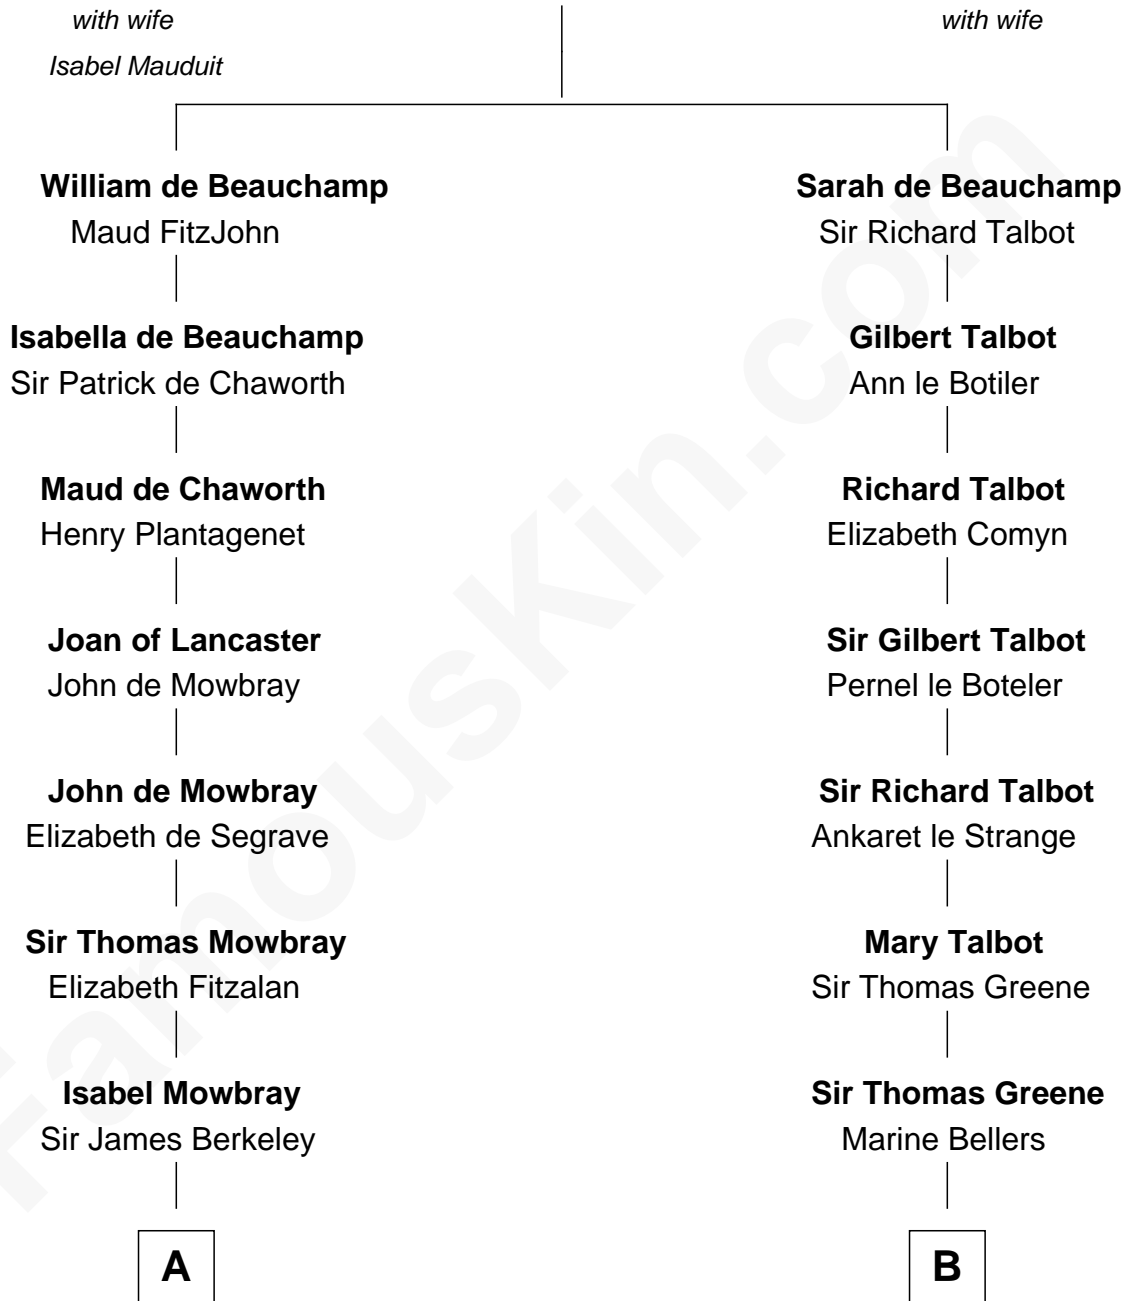 with wife
with wife
Isabel Mauduit
William de Beauchamp
Sarah de Beauchamp
Maud FitzJohn
Sir Richard Talbot
Isabella de Beauchamp
Gilbert Talbot
Sir Patrick de Chaworth
Ann le Botiler
Maud de Chaworth
Richard Talbot
Henry Plantagenet
Elizabeth Comyn
Joan of Lancaster
Sir Gilbert Talbot
John de Mowbray
Pernel le Boteler
John de Mowbray
Sir Richard Talbot
Elizabeth de Segrave
Ankaret le Strange
Sir Thomas Mowbray
Mary Talbot
Elizabeth Fitzalan
Sir Thomas Greene
Isabel Mowbray
Sir Thomas Greene
Sir James Berkeley
Marine Bellers
A
B
FamousKin.com